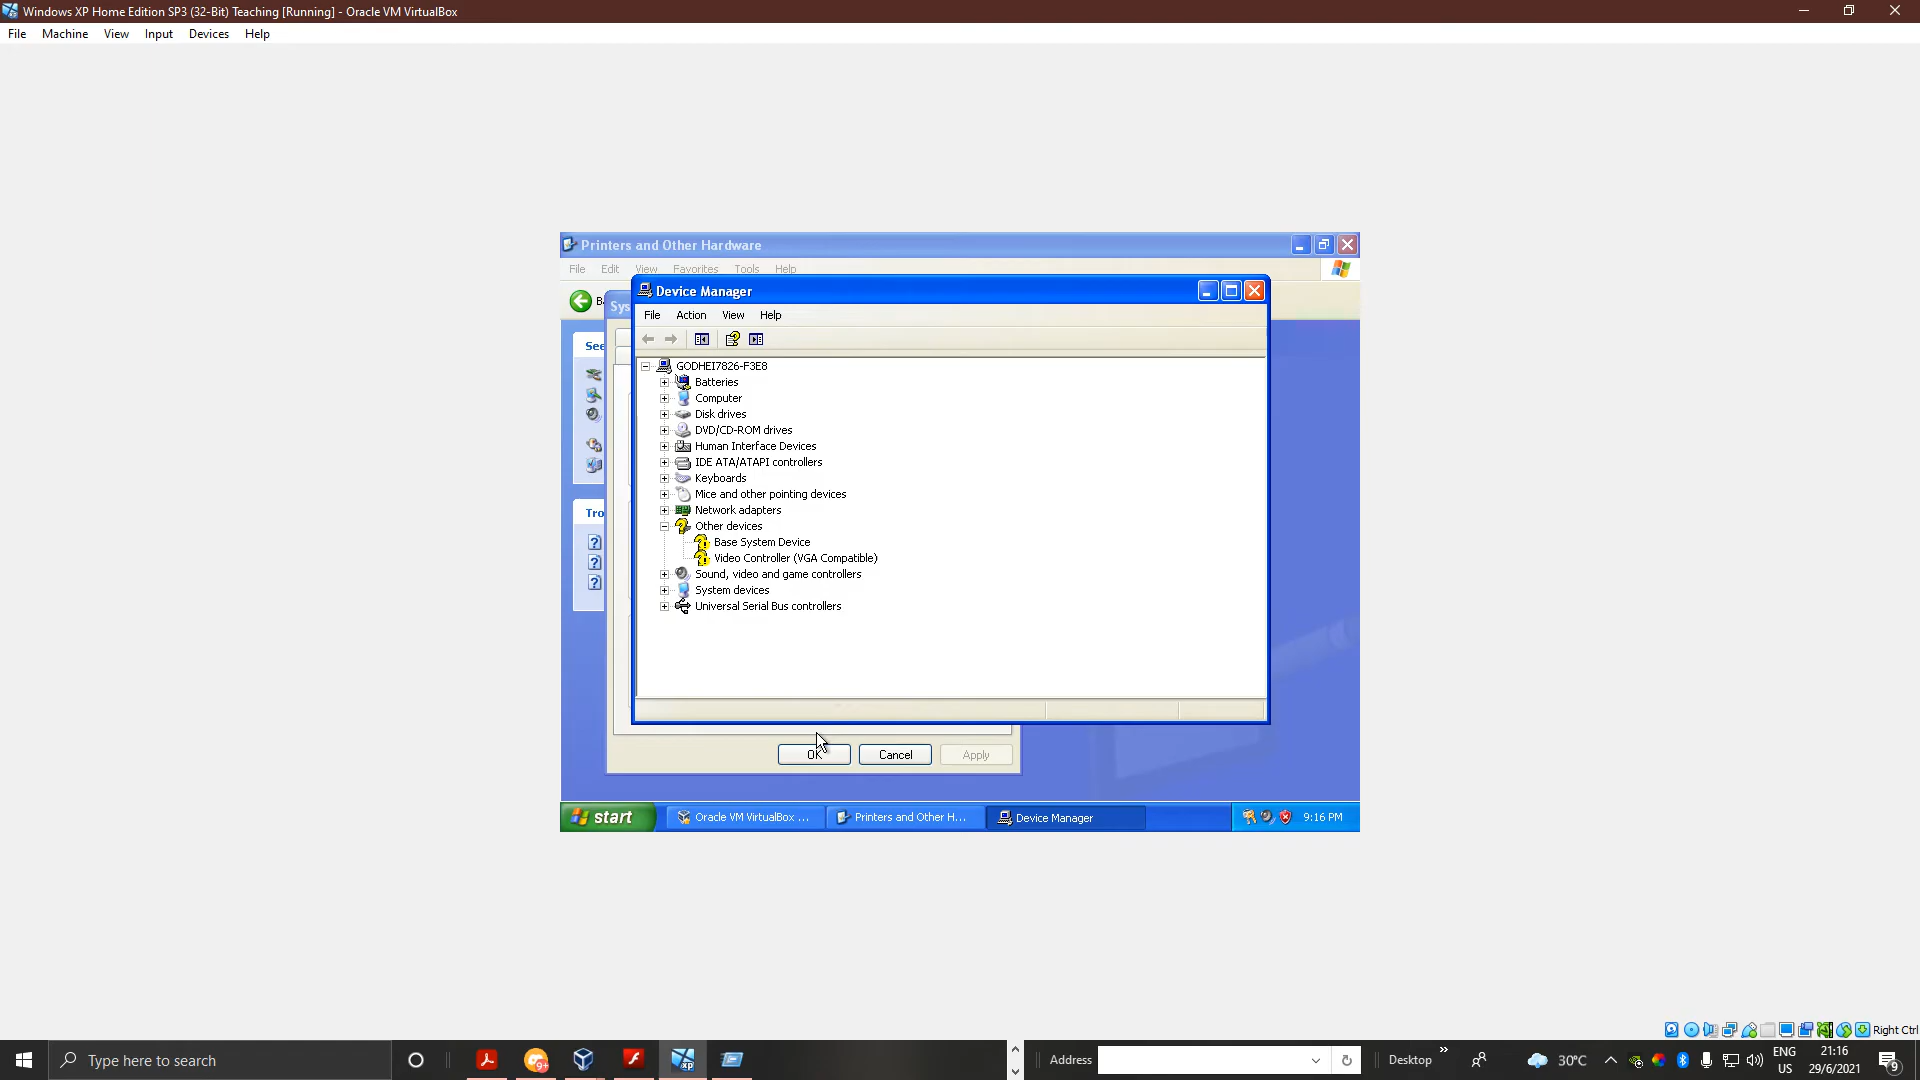 Windows XP Home Edition SP3 (32-Bit) Teaching [Running] - Oracle VM VirtualBox
File Machine View Input Devices Help
Printers and Other Hardware
File Edit View Favorites Tools Help
Device Manager
File Action View Help
GODHEI7826-F3E8
Batteries
Computer
Disk drives
DVD/CD-ROM drives
Human Interface Devices
IDE ATA/ATAPI controllers
Keyboards
Mice and other pointing devices
Network adapters
Other devices
Base System Device
Video Controller (VGA Compatible)
Sound, video and game controllers
System devices
Universal Serial Bus controllers
See
Tro
Sys
OK Cancel Apply
start Oracle VM VirtualBox ... Printers and Other H... Device Manager 9:16 PM
Right Ctrl
Type here to search
Address
Desktop
30°C
ENG
US
21:16
29/6/2021
9